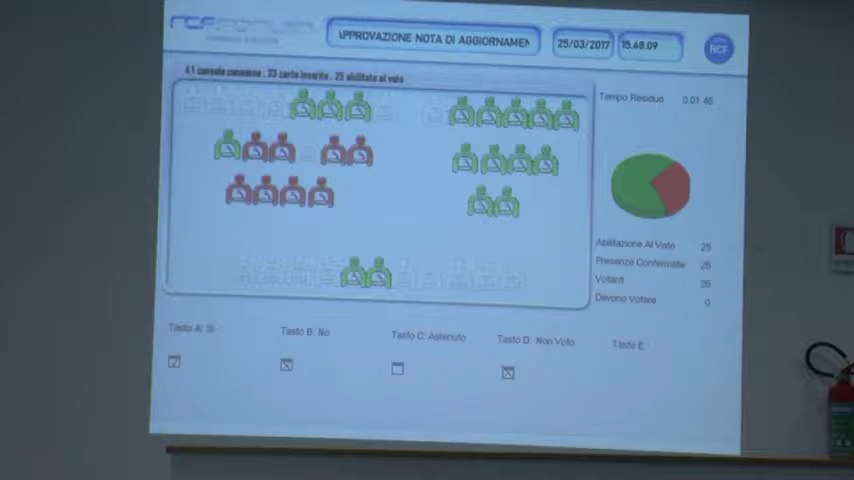 RCF
APPROVAZIONE NOTA DI AGGIORNAMEN
25/03/2017
15.48.09
RCF
41 console connesse . 33 carte inserite . 25 abilitate al voto
Tempo Residuo 0.01.45
Abilitazione Al Voto 25
Presenze Confermate 25
Votanti 25
Devono Votare 0
Tasto A: Si
Tasto B: No
Tasto C: Astenuto
Tasto D: Non Voto
Tasto E: